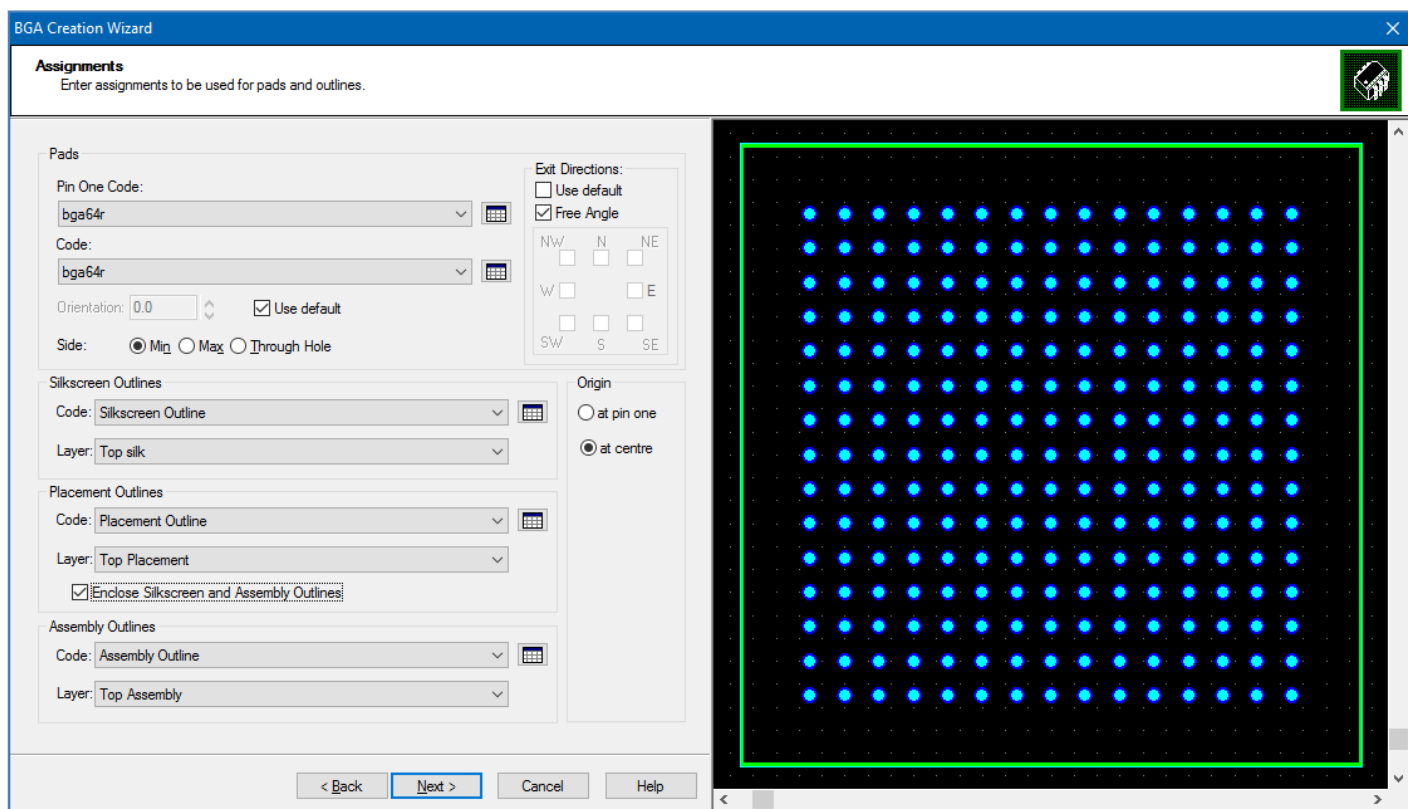 BGA Creation Wizard
Assignments
Enter assignments to be used for pads and outlines.
Pads
Pin One Code:
bga64r
Code:
bga64r
Orientation: 0.0 Use default
Side: Min Max Through Hole
Exit Directions:
Use default
Free Angle
NW N NE
W E
SW S SE
Silkscreen Outlines
Code: Silkscreen Outline
Layer: Top silk
Origin
at pin one
at centre
Placement Outlines
Code: Placement Outline
Layer: Top Placement
Enclose Silkscreen and Assembly Outlines
Assembly Outlines
Code: Assembly Outline
Layer: Top Assembly
< Back Next > Cancel Help